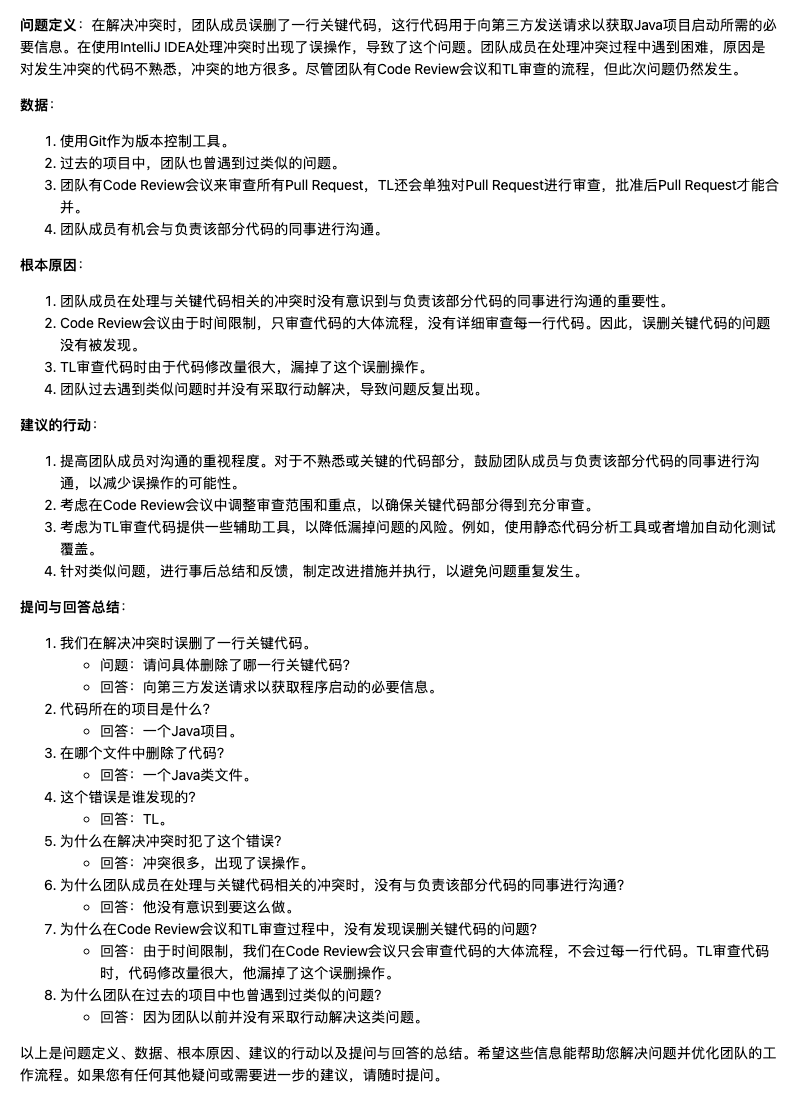 问题定义：在解决冲突时，团队成员误删了一行关键代码，这行代码用于向第三方发送请求以获取Java项目启动所需的必
要信息。在使用IntelliJ IDEA处理冲突时出现了误操作，导致了这个问题。团队成员在处理冲突过程中遇到困难，原因是
对发生冲突的代码不熟悉，冲突的地方很多。尽管团队有Code Review会议和TL审查的流程，但此次问题仍然发生。
数据：
1. 使用Git作为版本控制工具。
2. 过去的项目中，团队也曾遇到过类似的问题。
3. 团队有Code Review会议来审查所有Pull Request，TL还会单独对Pull Request进行审查，批准后Pull Request才能合
并。
4. 团队成员有机会与负责该部分代码的同事进行沟通。
根本原因：
1. 团队成员在处理与关键代码相关的冲突时没有意识到与负责该部分代码的同事进行沟通的重要性。
2. Code Review会议由于时间限制，只审查代码的大体流程，没有详细审查每一行代码。因此，误删关键代码的问题
没有被发现。
3. TL审查代码时由于代码修改量很大，漏掉了这个误删操作。
4. 团队过去遇到类似问题时并没有采取行动解决，导致问题反复出现。
建议的行动：
1. 提高团队成员对沟通的重视程度。对于不熟悉或关键的代码部分，鼓励团队成员与负责该部分代码的同事进行沟
通，以减少误操作的可能性。
2. 考虑在Code Review会议中调整审查范围和重点，以确保关键代码部分得到充分审查。
3. 考虑为TL审查代码提供一些辅助工具，以降低漏掉问题的风险。例如，使用静态代码分析工具或者增加自动化测试
覆盖。
4. 针对类似问题，进行事后总结和反馈，制定改进措施并执行，以避免问题重复发生。
提问与回答总结：
1. 我们在解决冲突时误删了一行关键代码。
◦ 问题：请问具体删除了哪一行关键代码？
◦ 回答：向第三方发送请求以获取程序启动的必要信息。
2. 代码所在的项目是什么？
◦ 回答：一个Java项目。
3. 在哪个文件中删除了代码？
◦ 回答：一个Java类文件。
4. 这个错误是谁发现的？
◦ 回答：TL。
5. 为什么在解决冲突时犯了这个错误？
◦ 回答：冲突很多，出现了误操作。
6. 为什么团队成员在处理与关键代码相关的冲突时，没有与负责该部分代码的同事进行沟通？
◦ 回答：他没有意识到要这么做。
7. 为什么在Code Review会议和TL审查过程中，没有发现误删关键代码的问题？
◦ 回答：由于时间限制，我们在Code Review会议只会审查代码的大体流程，不会过每一行代码。TL审查代码
时，代码修改量很大，他漏掉了这个误删操作。
8. 为什么团队在过去的项目中也曾遇到过类似的问题？
◦ 回答：因为团队以前并没有采取行动解决这类问题。
以上是问题定义、数据、根本原因、建议的行动以及提问与回答的总结。希望这些信息能帮助您解决问题并优化团队的工
作流程。如果您有任何其他疑问或需要进一步的建议，请随时提问。